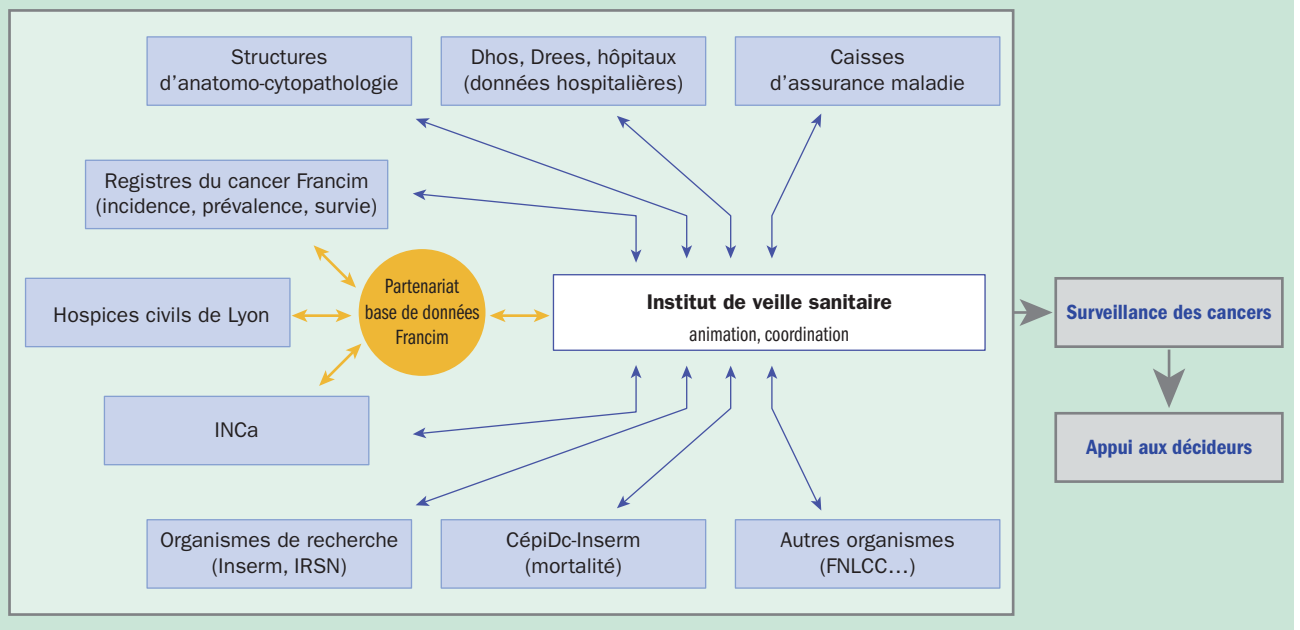 Structures
d'anatomo-cytopathologie
Dhos, Drees, hôpitaux
(données hospitalières)
Caisses
d'assurance maladie
Registres du cancer Francim
(incidence, prévalence, survie)
Hospices civils de Lyon
Partenariat
base de données
Francim
Institut de veille sanitaire
animation, coordination
Surveillance des cancers
INCa
Appui aux décideurs
Organismes de recherche
(Inserm, IRSN)
CépiDc-Inserm
(mortalité)
Autres organismes
(FNLCC…)